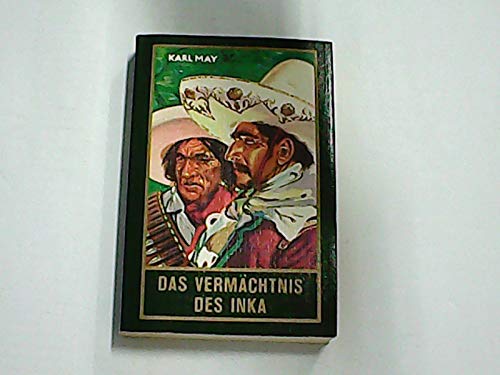 KARL MAY
DAS VERMÄCHTNIS
DES INKA